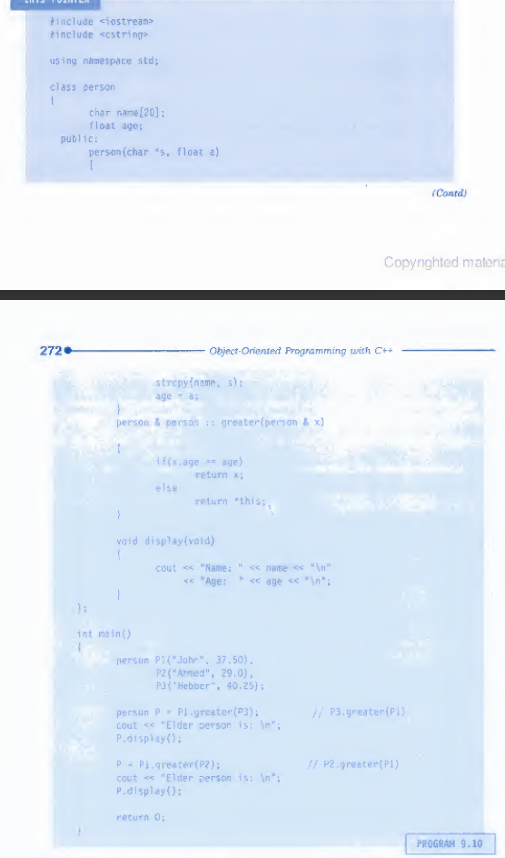 THIS POINTER
#include <iostream>
#include <cstring>
using namespace std;
class person
{
char name[20];
float age;
public:
person(char *s, float a)
{
(Contd)
Copyrighted materia
272 Object-Oriented Programming with C++
strcpy(name, s);
age = a;
}
person & person :: greater(person & x)
{
if(x.age >= age)
return x;
else
return *this;
}
void display(void)
{
cout << "Name: " << name << "\n"
<< "Age: " << age << "\n";
}
};
int main()
{
person P1("John", 37.50),
P2("Ahmed", 29.0),
P3("Hebber", 40.25);
person P = P1.greater(P3); // P3.greater(P1)
cout << "Elder person is: \n";
P.display();
P = P1.greater(P2); // P2.greater(P1)
cout << "Elder person is: \n";
P.display();
return 0;
}
PROGRAM 9.10